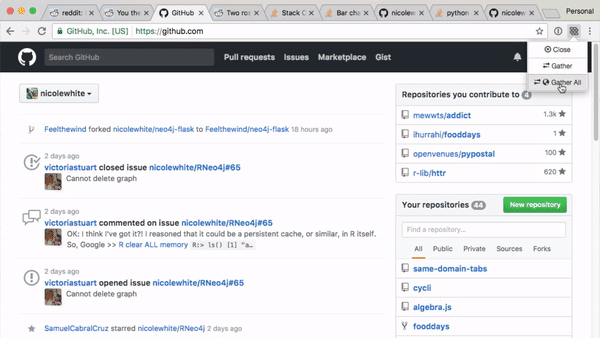 reddit:
You the
GitHub
Two ros
Stack O
Bar cha
nicolew
python
nicolew
Personal
GitHub, Inc. [US]
https://github.com
Close
Gather
Gather All
Search GitHub
Pull requests
Issues
Marketplace
Gist
nicolewhite
Feelthewind forked nicolewhite/neo4j-flask to Feelthewind/neo4j-flask 18 hours ago
2 days ago
victoriastuart closed issue nicolewhite/RNeo4j#65
Cannot delete graph
2 days ago
victoriastuart commented on issue nicolewhite/RNeo4j#65
OK: I think I've got it?! I reasoned that it could be a persistent cache, or similar, in R itself.
So, Google >> R clear ALL memory R:> ls() [1] "a...
2 days ago
victoriastuart opened issue nicolewhite/RNeo4j#65
Cannot delete graph
SamuelCabralCruz starred nicolewhite/RNeo4j 2 days ago
Repositories you contribute to 4
mewwts/addict 1.3k
ihurrahi/fooddays 1
openvenues/pypostal 100
r-lib/httr 620
Your repositories 44
New repository
Find a repository...
All
Public
Private
Sources
Forks
same-domain-tabs
cycli
algebra.js
fooddays